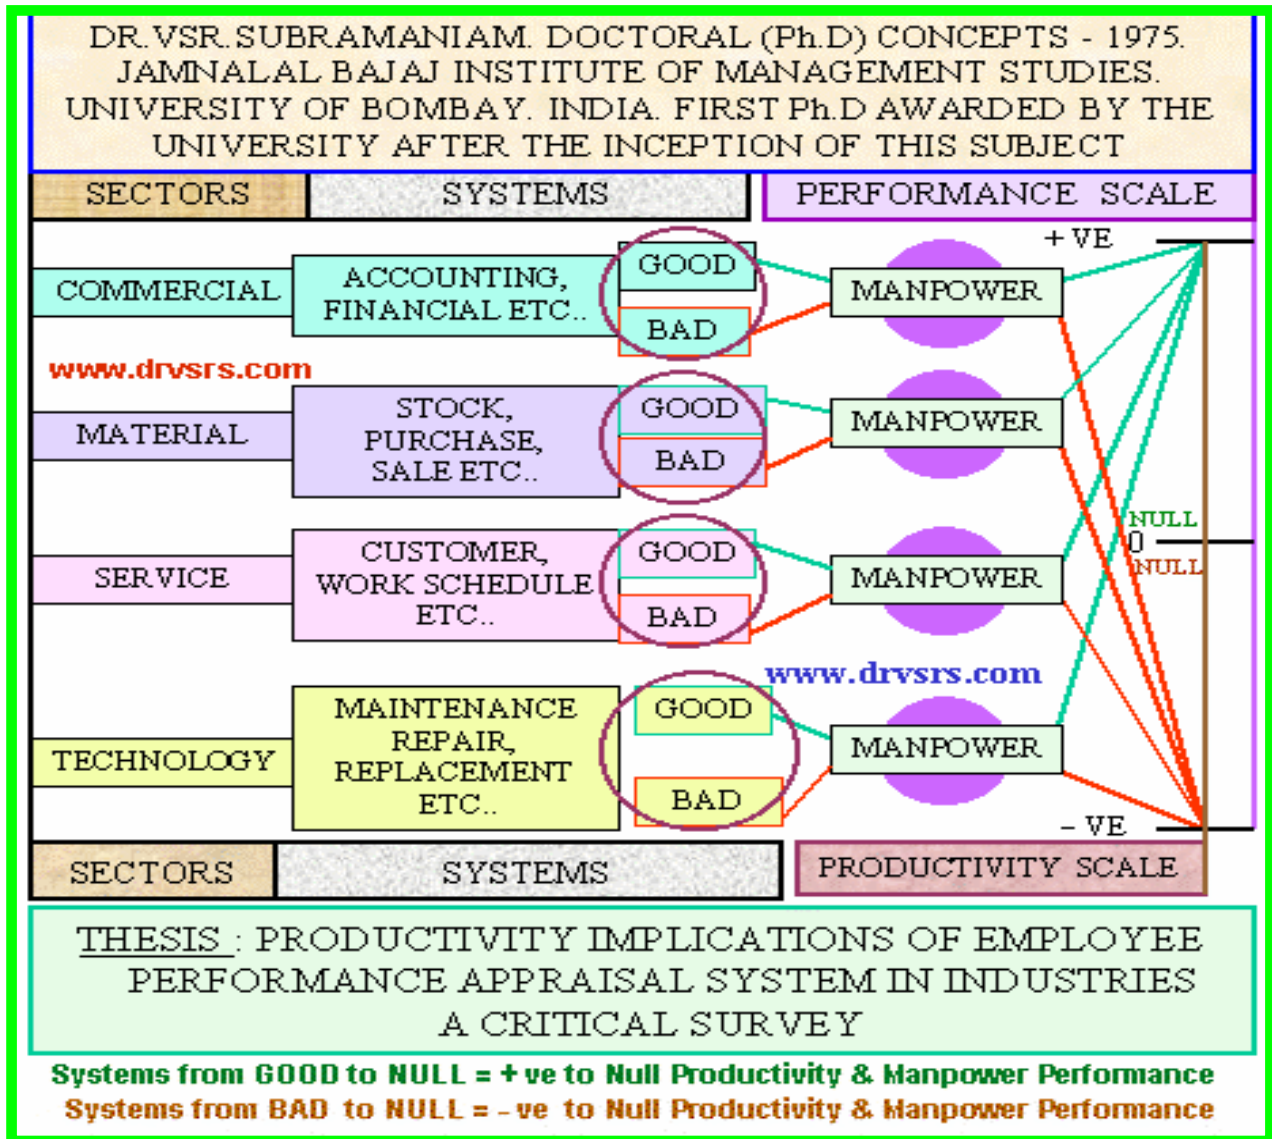 DR.VSR.SUBRAMANIAM. DOCTORAL (Ph.D) CONCEPTS - 1975.
JAMNALAL BAJAJ INSTITUTE OF MANAGEMENT STUDIES.
UNIVERSITY OF BOMBAY. INDIA. FIRST Ph.D AWARDED BY THE
UNIVERSITY AFTER THE INCEPTION OF THIS SUBJECT
SECTORS
SYSTEMS
PERFORMANCE SCALE
+ VE
COMMERCIAL
ACCOUNTING,
FINANCIAL ETC..
GOOD
BAD
MANPOWER
www.drvsrs.com
MATERIAL
STOCK,
PURCHASE,
SALE ETC..
GOOD
BAD
MANPOWER
NULL
0
NULL
SERVICE
CUSTOMER,
WORK SCHEDULE
ETC..
GOOD
BAD
MANPOWER
www.drvsrs.com
TECHNOLOGY
MAINTENANCE
REPAIR,
REPLACEMENT
ETC..
GOOD
BAD
MANPOWER
- VE
SECTORS
SYSTEMS
PRODUCTIVITY SCALE
THESIS : PRODUCTIVITY IMPLICATIONS OF EMPLOYEE
PERFORMANCE APPRAISAL SYSTEM IN INDUSTRIES
A CRITICAL SURVEY
Systems from GOOD to NULL = + ve to Null Productivity & Manpower Performance
Systems from BAD to NULL = - ve to Null Productivity & Manpower Performance